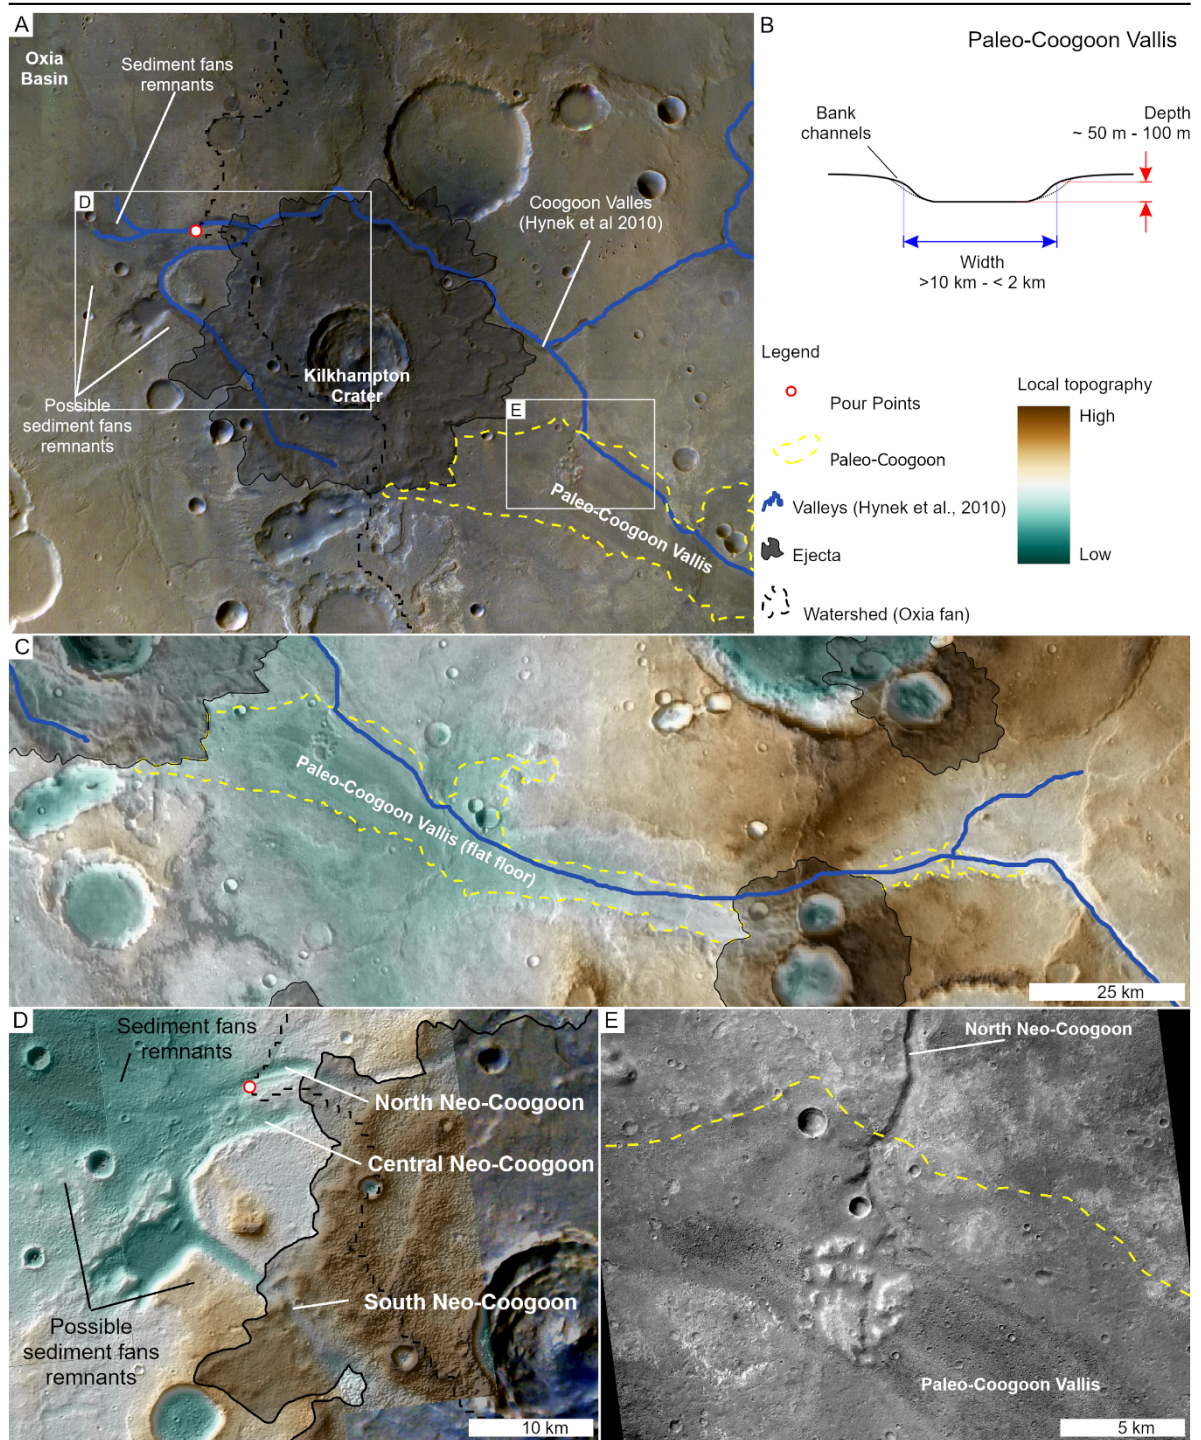 A
Oxia
Basin
Sediment fans
remnants
D
Coogoon Valles
(Hynek et al 2010)
Kilkhampton
Crater
Possible
sediment fans
remnants
E
Paleo-Coogoon Vallis
B
Paleo-Coogoon Vallis
Bank
channels
Depth
~ 50 m - 100 m
Width
>10 km - < 2 km
Legend
Pour Points
Paleo-Coogoon
Valleys (Hynek et al., 2010)
Ejecta
Watershed (Oxia fan)
Local topography
High
Low
C
Paleo-Coogoon Vallis (flat floor)
25 km
D
Sediment fans
remnants
North Neo-Coogoon
Central Neo-Coogoon
South Neo-Coogoon
Possible
sediment fans
remnants
10 km
E
North Neo-Coogoon
Paleo-Coogoon Vallis
5 km